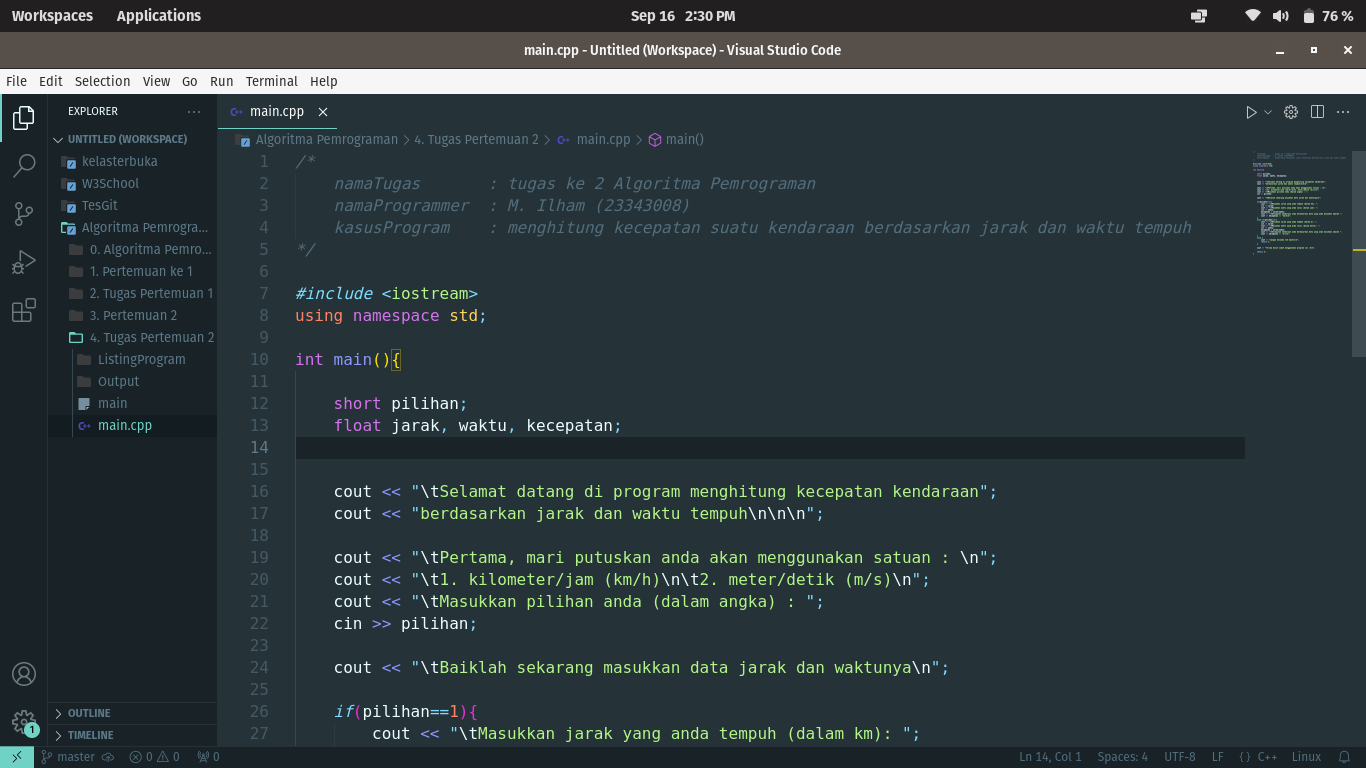 Workspaces Applications Sep 16 2:30 PM 76 %
main.cpp - Untitled (Workspace) - Visual Studio Code
File Edit Selection View Go Run Terminal Help
EXPLORER
UNTITLED (WORKSPACE)
kelasterbuka
W3School
TesGit
Algoritma Pemrogra...
0. Algoritma Pemro...
1. Pertemuan ke 1
2. Tugas Pertemuan 1
3. Pertemuan 2
4. Tugas Pertemuan 2
ListingProgram
Output
main
main.cpp
OUTLINE
TIMELINE
1
main.cpp
Algoritma Pemrograman > 4. Tugas Pertemuan 2 > main.cpp > main()
1 /*
2 namaTugas : tugas ke 2 Algoritma Pemrograman
3 namaProgrammer : M. Ilham (23343008)
4 kasusProgram : menghitung kecepatan suatu kendaraan berdasarkan jarak dan waktu tempuh
5 */
6
7 #include <iostream>
8 using namespace std;
9
10 int main(){
11
12 short pilihan;
13 float jarak, waktu, kecepatan;
14
15
16 cout << "\tSelamat datang di program menghitung kecepatan kendaraan";
17 cout << "berdasarkan jarak dan waktu tempuh\n\n\n";
18
19 cout << "\tPertama, mari putuskan anda akan menggunakan satuan : \n";
20 cout << "\t1. kilometer/jam (km/h)\n\t2. meter/detik (m/s)\n";
21 cout << "\tMasukkan pilihan anda (dalam angka) : ";
22 cin >> pilihan;
23
24 cout << "\tBaiklah sekarang masukkan data jarak dan waktunya\n";
25
26 if(pilihan==1){
27 cout << "\tMasukkan jarak yang anda tempuh (dalam km): ";
master 0 0 0 Ln 14, Col 1 Spaces: 4 UTF-8 LF {} C++ Linux